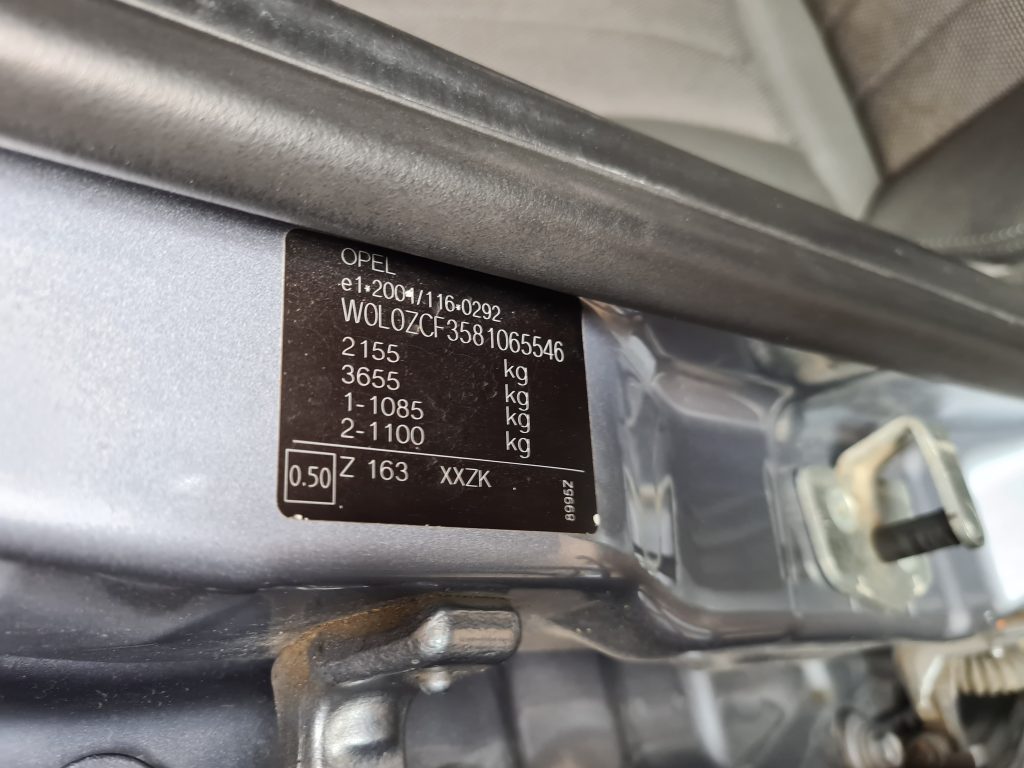 OPEL
e1*2001/116*0292
W0L0ZCF3581065546
2155 kg
3655 kg
1-1085 kg
2-1100 kg
0.50 Z 163 XXZK
8995Z